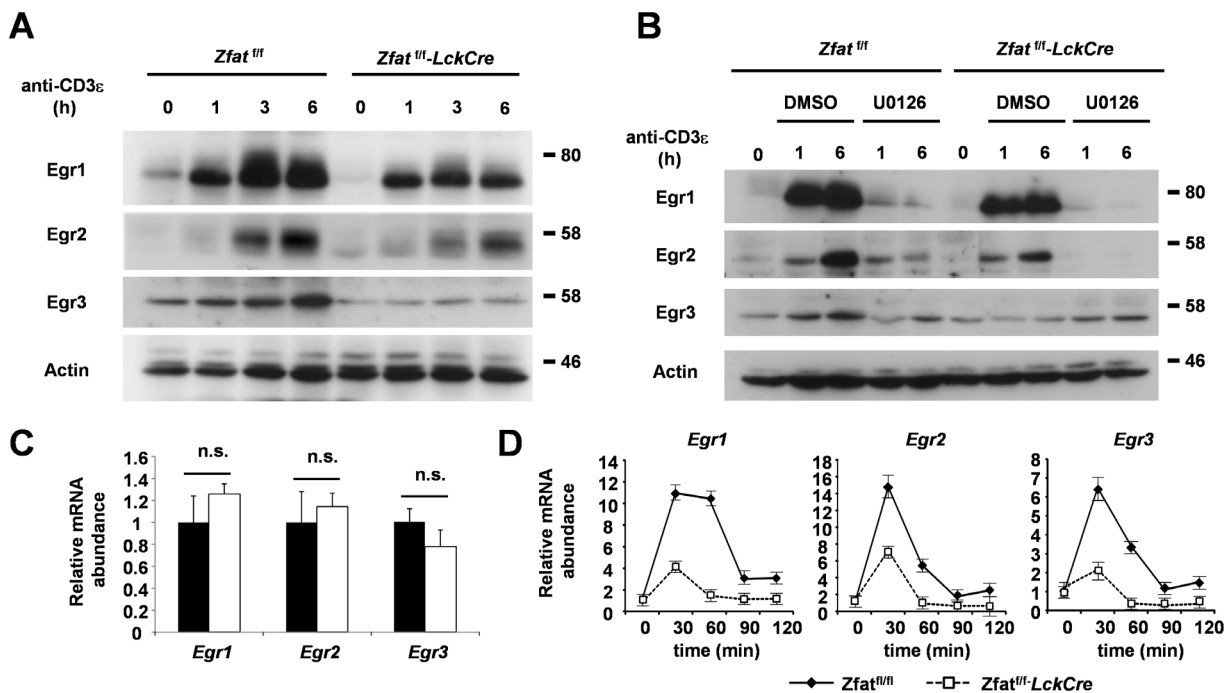 A
Zfat f/f
Zfat f/f-LckCre
anti-CD3ε
(h)
0 1 3 6 0 1 3 6
Egr1
80
Egr2
58
Egr3
58
Actin
46
B
Zfat f/f
Zfat f/f-LckCre
DMSO U0126 DMSO U0126
anti-CD3ε
(h)
0 1 6 1 6 0 1 6 1 6
Egr1
80
Egr2
58
Egr3
58
Actin
46
C
Relative mRNA
abundance
1.6
1.4
1.2
1
0.8
0.6
0.4
0.2
0
n.s.
n.s.
n.s.
Egr1 Egr2 Egr3
D
Relative mRNA
abundance
Egr1
14
12
10
8
6
4
2
0
0 30 60 90 120
time (min)
Egr2
18
16
14
12
10
8
6
4
2
0
0 30 60 90 120
time (min)
Egr3
8
7
6
5
4
3
2
1
0
0 30 60 90 120
time (min)
Zfatfl/fl
Zfatf/f-LckCre